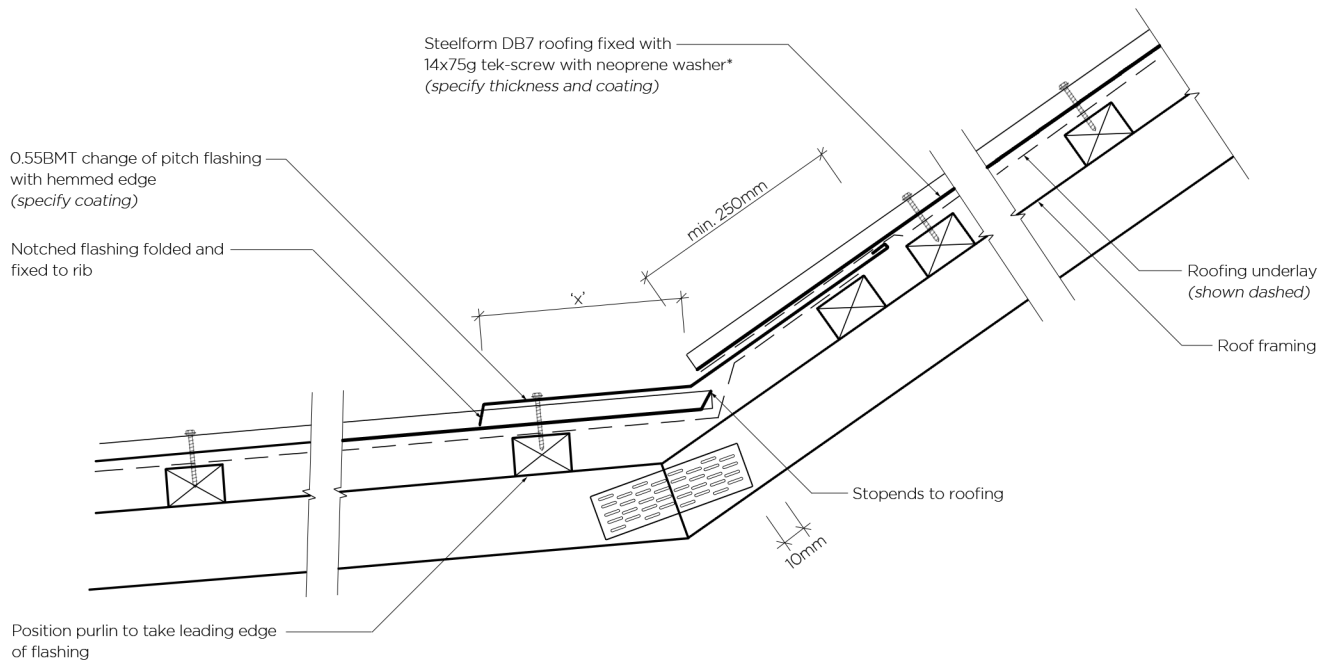 Steelform DB7 roofing fixed with
14x75g tek-screw with neoprene washer*
(specify thickness and coating)
0.55BMT change of pitch flashing
with hemmed edge
(specify coating)
Notched flashing folded and
fixed to rib
min. 250mm
'x'
Roofing underlay
(shown dashed)
Roof framing
Stopends to roofing
10mm
Position purlin to take leading edge
of flashing